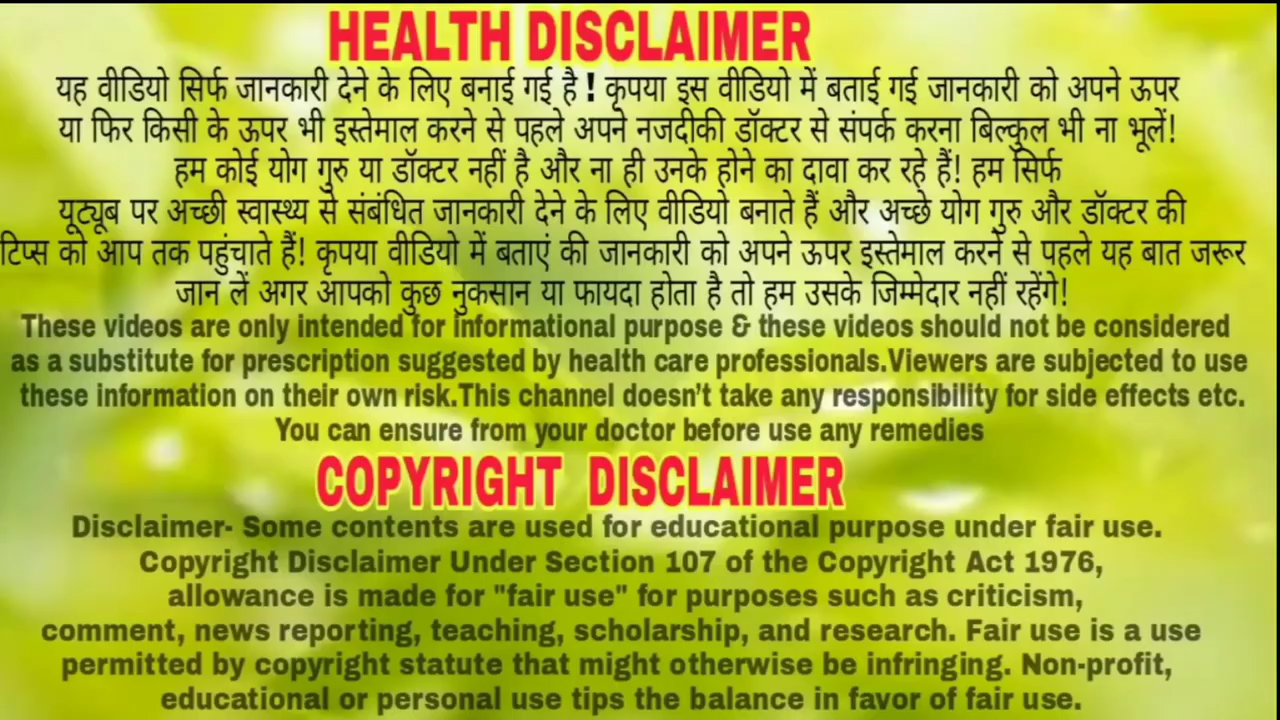 HEALTH DISCLAIMER
यह वीडियो सिर्फ जानकारी देने के लिए बनाई गई है ! कृपया इस वीडियो में बताई गई जानकारी को अपने ऊपर
या फिर किसी के ऊपर भी इस्तेमाल करने से पहले अपने नजदीकी डॉक्टर से संपर्क करना बिल्कुल भी ना भूलें!
हम कोई योग गुरु या डॉक्टर नहीं है और ना ही उनके होने का दावा कर रहे हैं! हम सिर्फ
यूट्यूब पर अच्छी स्वास्थ्य से संबंधित जानकारी देने के लिए वीडियो बनाते हैं और अच्छे योग गुरु और डॉक्टर की
टिप्स को आप तक पहुंचाते हैं! कृपया वीडियो में बताएं की जानकारी को अपने ऊपर इस्तेमाल करने से पहले यह बात जरूर
जान लें अगर आपको कुछ नुकसान या फायदा होता है तो हम उसके जिम्मेदार नहीं रहेंगे!
These videos are only intended for informational purpose & these videos should not be considered
as a substitute for prescription suggested by health care professionals.Viewers are subjected to use
these information on their own risk.This channel doesn't take any responsibility for side effects etc.
You can ensure from your doctor before use any remedies
COPYRIGHT DISCLAIMER
Disclaimer- Some contents are used for educational purpose under fair use.
Copyright Disclaimer Under Section 107 of the Copyright Act 1976,
allowance is made for "fair use" for purposes such as criticism,
comment, news reporting, teaching, scholarship, and research. Fair use is a use
permitted by copyright statute that might otherwise be infringing. Non-profit,
educational or personal use tips the balance in favor of fair use.